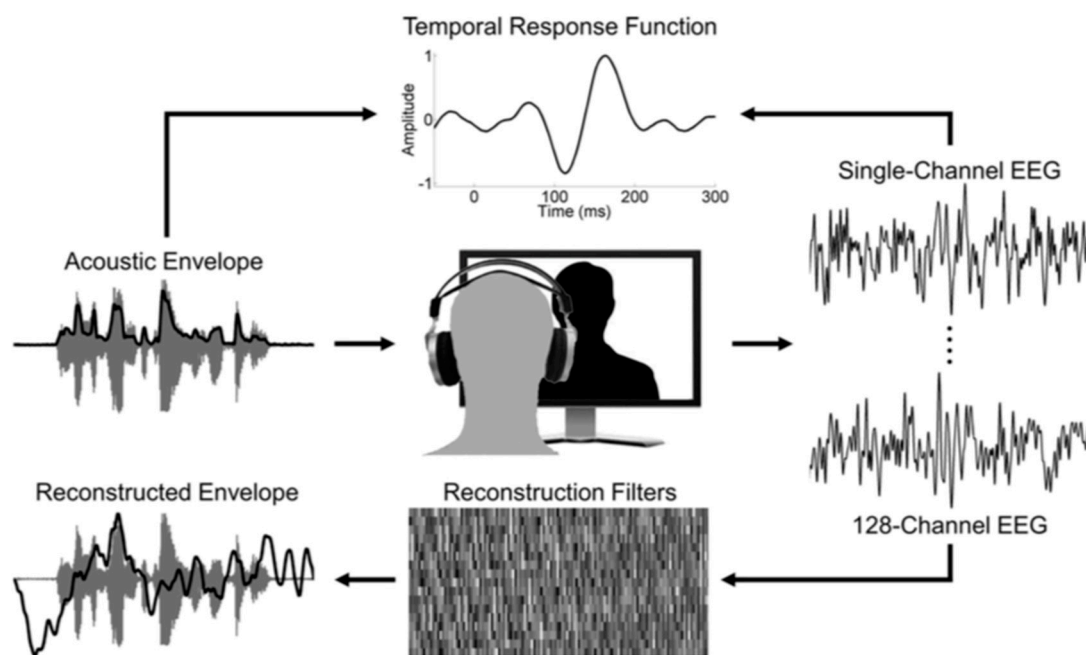 Temporal Response Function
1
0
-1
Amplitude
0
100
200
300
Time (ms)
Single-Channel EEG
Acoustic Envelope
Reconstructed Envelope
Reconstruction Filters
128-Channel EEG